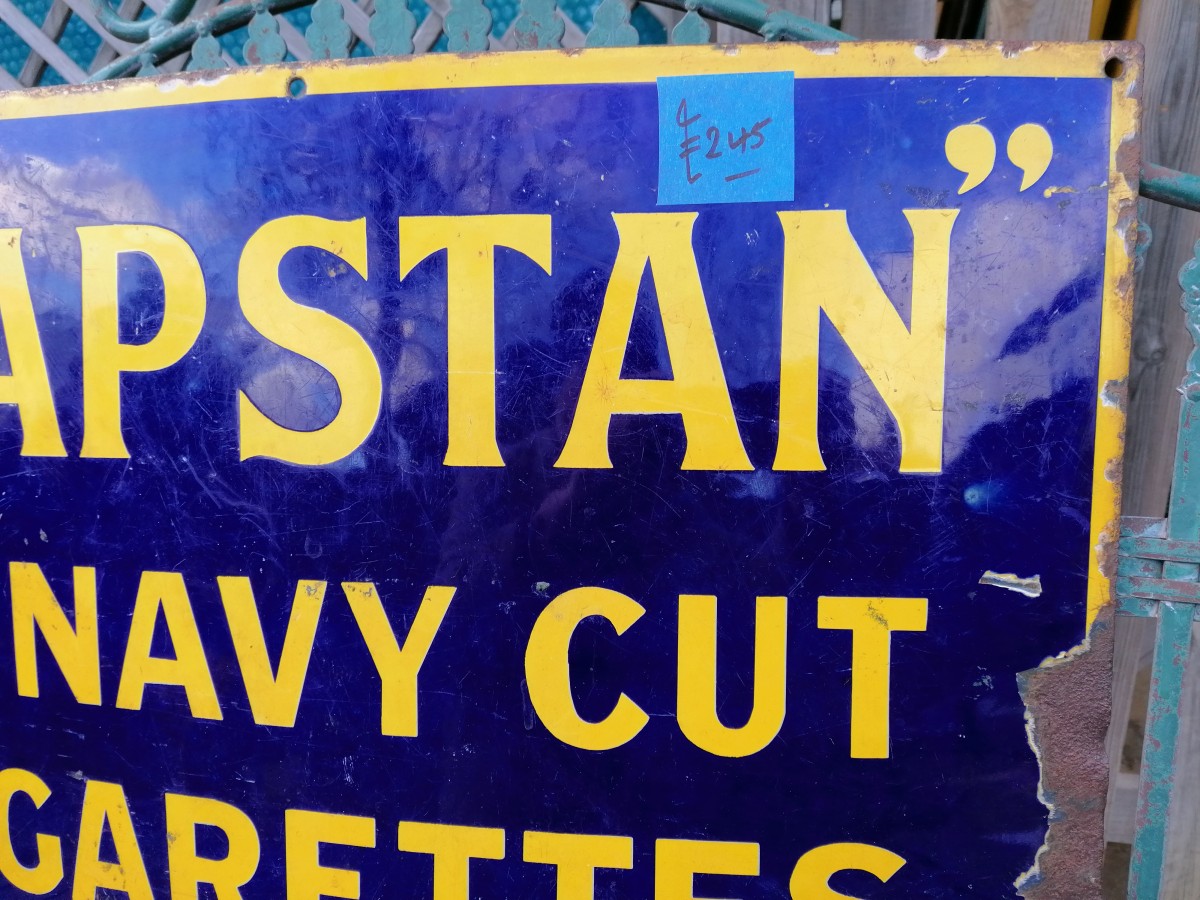 £245
APSTAN”
NAVY CUT
GARETTES